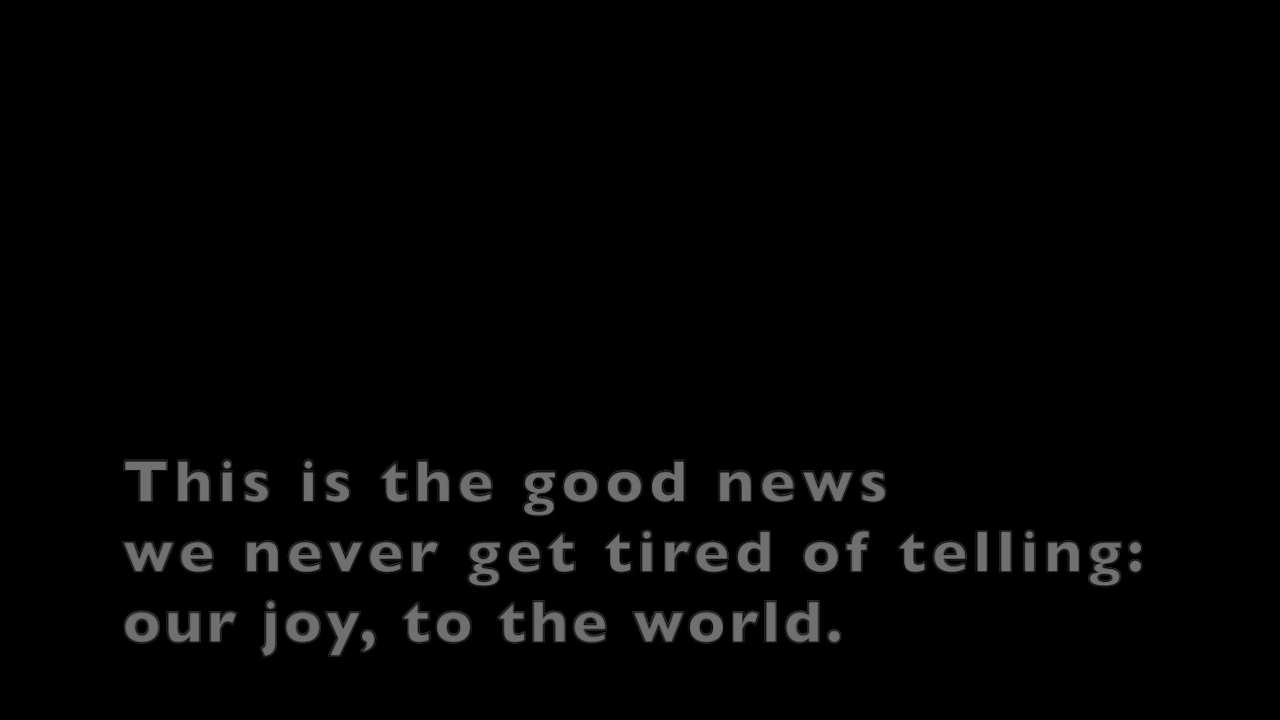 This is the good news
we never get tired of telling:
our joy, to the world.